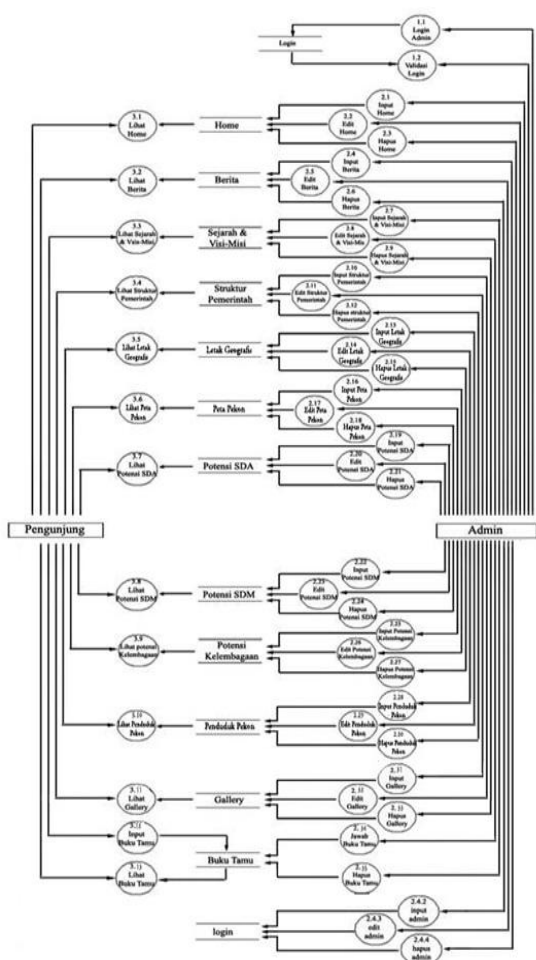 1.1
Login
Admin
Login
1.2
Validasi
Login
2.1
Input
Home
3.1
Lihat
Home
Home
2.2
Edit
Home
2.3
Hapus
Home
2.4
Input
Berita
3.2
Lihat
Berita
Berita
2.5
Edit
Berita
2.6
Hapus
Berita
2.7
Input Sejarah
& Visi-Misi
3.3
Lihat Sejarah
& Visi-Misi
Sejarah &
Visi-Misi
2.8
Edit Sejarah
& Visi-Mis
2.9
Hapus Sejarah
& Visi-Misi
2.10
Input Struktur
Pemerintah
3.4
Lihat Struktur
Pemerintah
Struktur
Pemerintah
2.11
Edit Struktur
Pemerintah
2.12
Hapus struktur
pemerintah
2.13
Input Letak
Geografis
3.5
Lihat Letak
Geografis
Letak Geografis
2.14
Edit Letak
Geografis
2.15
Hapus Letak
Geografis
2.16
Input Peta
Pekon
3.6
Lihat Peta
Pekon
Peta Pekon
2.17
Edit Peta
Pekon
2.18
Hapus Peta
Pekon
2.19
Input
Potensi SDA
3.7
Lihat
Potensi SDA
Potensi SDA
2.20
Edit
Potensi SDA
2.21
Hapus
Potensi SDA
Pengunjung
Admin
2.22
Input
Potensi SDM
3.8
Lihat
Potensi SDM
Potensi SDM
2.23
Edit
Potensi SDM
2.24
Hapus
Potensi SDM
2.25
Input Potensi
Kelembagaan
3.9
Lihat potensi
Kelembagaan
Potensi
Kelembagaan
2.26
Edit Potensi
Kelembagaan
2.27
Hapus Potensi
Kelembagaan
2.28
Input Penduduk
Pekon
3.10
Lihat Penduduk
Pekon
Penduduk Pekon
Edit Penduduk
Pekon
Hapus Penduduk
Pekon
2.31
Input
Gallery
3.11
Lihat
Gallery
Gallery
Edit
Gallery
2.33
Hapus
Gallery
Input
Buku Tamu
Jawab
Buku Tamu
Buku Tamu
3.13
Lihat
Buku Tamu
Hapus
Buku Tamu
2.4.2
input
admin
login
2.4.3
edit
admin
2.4.4
hapus
admin